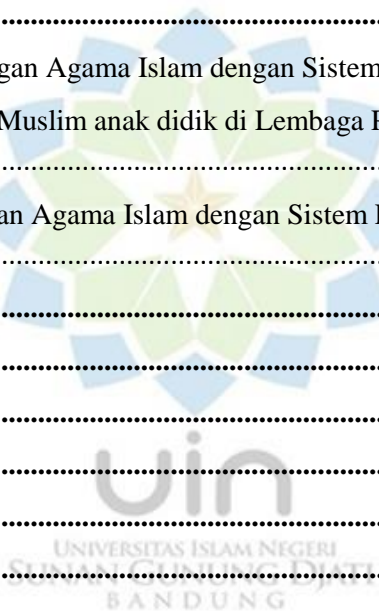 ........................................................
gan Agama Islam dengan Sistem
Muslim anak didik di Lembaga
........................................................
an Agama Islam dengan Sistem
........................................................
........................................................
........................................................
........................................................
........................................................
uin
........................................................
UNIVERSITAS ISLAM NEGERI
SUNAN GUNUNG DJATI
........................................................
BANDUNG